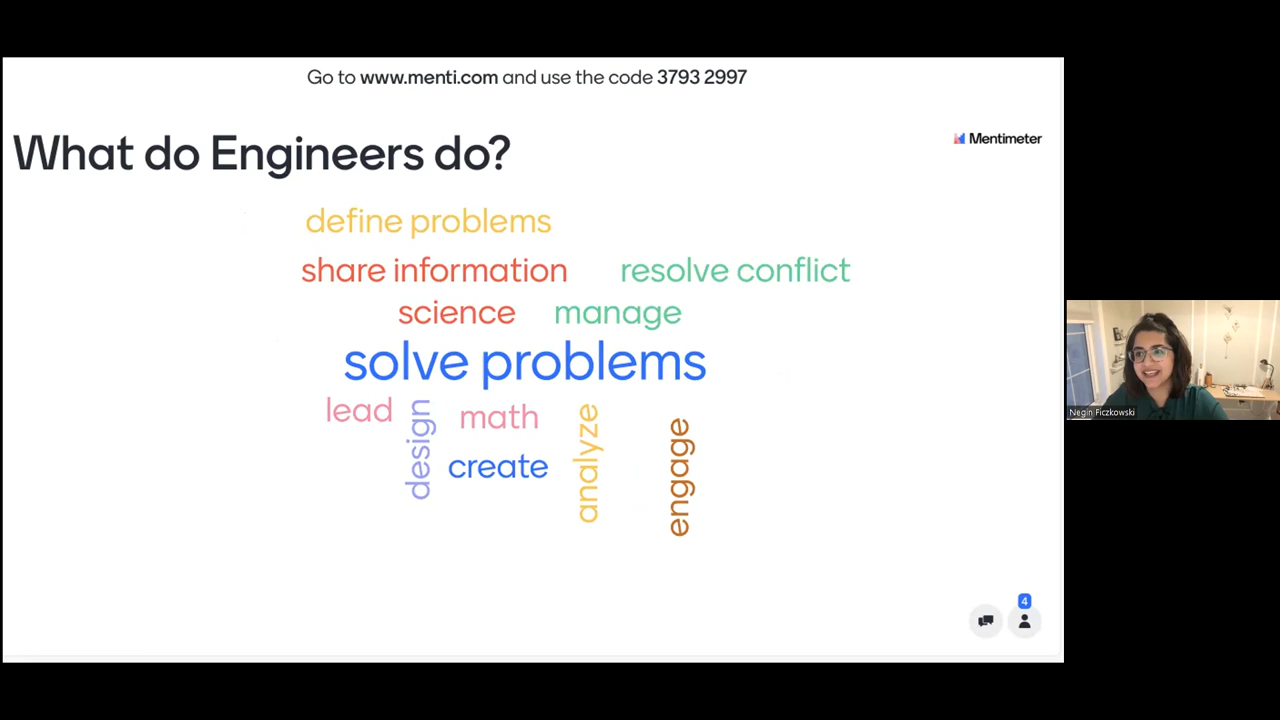 Go to www.menti.com and use the code 3793 2997
What do Engineers do?
Mentimeter
define problems
share information
resolve conflict
science
manage
solve problems
lead
design
math
analyze
engage
create
4
Negin Ficzkowski